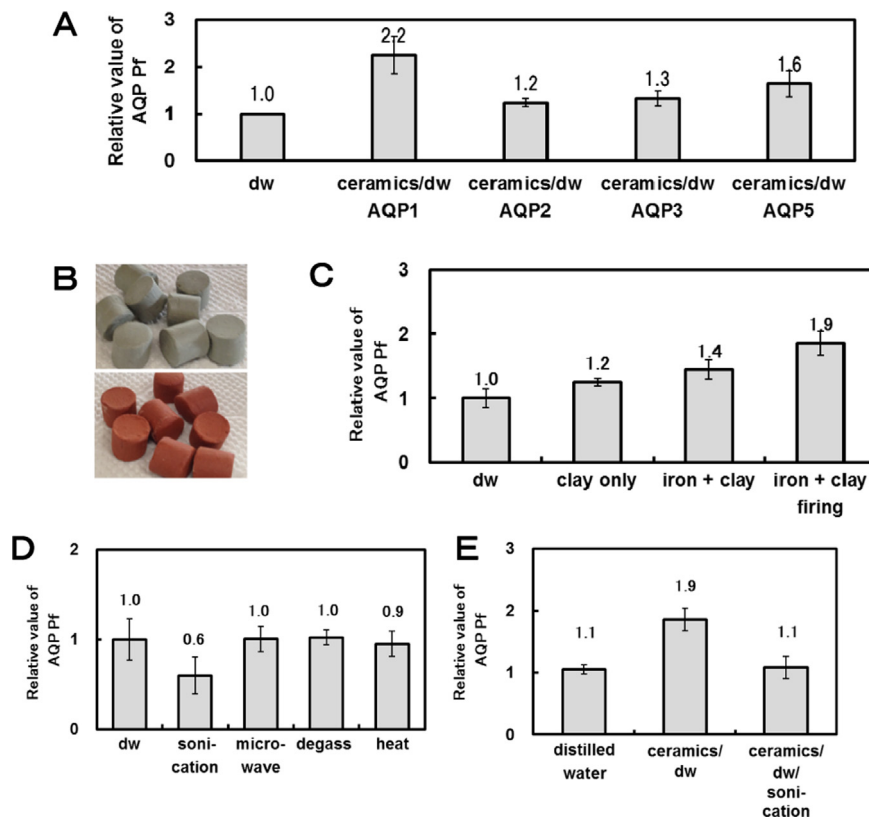 A
Relative value of
AQP Pf
3
2
1
0
1.0
2.2
1.2
1.3
1.6
dw
ceramics/dw
AQP1
ceramics/dw
AQP2
ceramics/dw
AQP3
ceramics/dw
AQP5
B
C
Relative value of
AQP Pf
3
2
1
0
1.0
1.2
1.4
1.9
dw
clay only
iron + clay
iron + clay
firing
D
Relative value of
AQP Pf
2
1
0
1.0
0.6
1.0
1.0
0.9
dw
soni-
cation
micro-
wave
degass
heat
E
Relative value of
AQP Pf
3
2
1
0
1.1
1.9
1.1
distilled
water
ceramics/
dw
ceramics/
dw/
soni-
cation